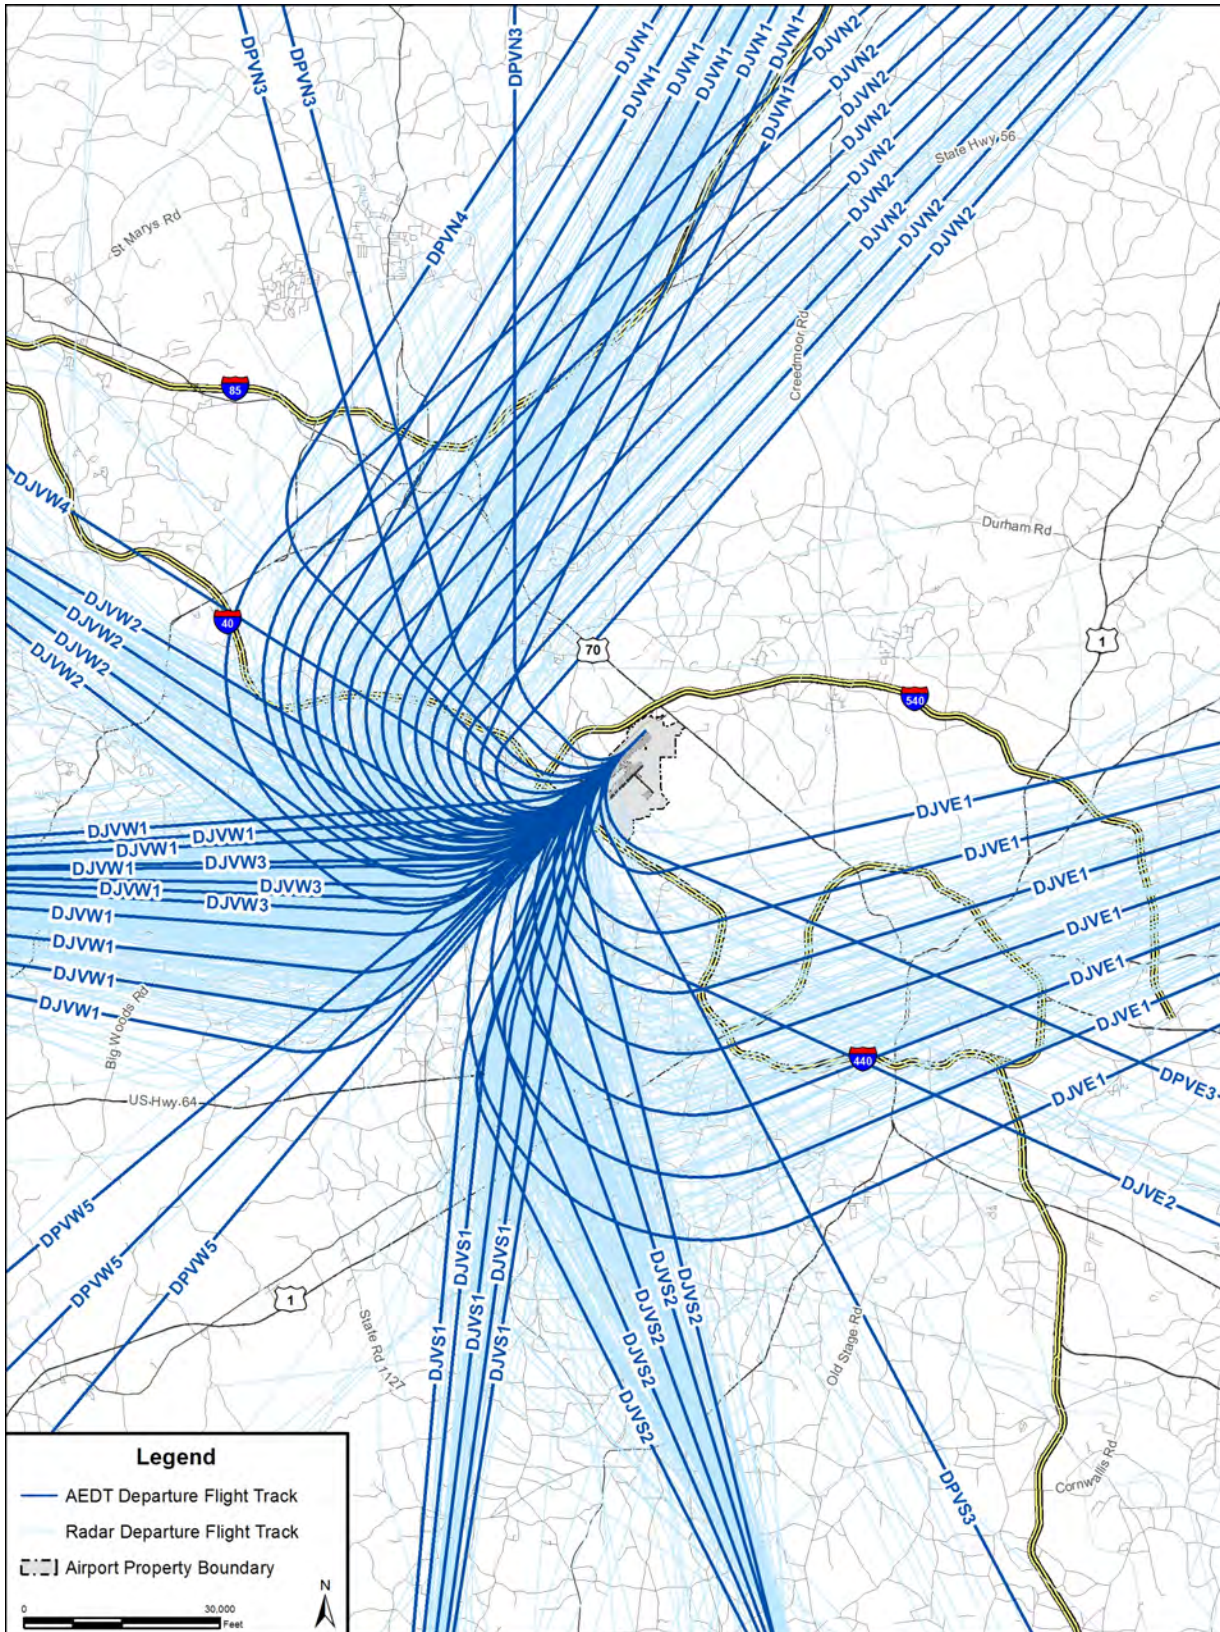 DPVN3
DPVN3
DPVN3
DJVN1
DJVN1
DJVN1
DJVN1
DJVN1
DJVN1
DJVN1
DJVN2
DJVN2
DJVN2
DJVN2
DJVN2
DJVN2
DJVN2
DJVN2
DJVN2
State Hwy 56
St Marys Rd
DPVN4
Creedmoor Rd
85
DJVW4
Durham Rd
40
70
1
540
DJVW2
DJVW2
DJVW2
DJVW2
DJVW1
DJVW1
DJVW1
DJVW1
DJVW3
DJVW1
DJVW3
DJVW3
DJVW1
DJVW1
DJVW1
DJVW1
DJVE1
DJVE1
DJVE1
DJVE1
DJVE1
DJVE1
DJVE1
Big Woods Rd
440
US Hwy 64
DPVE3
DJVE2
DPVW5
DPVW5
DPVW5
1
State Rd 1127
DJVS1
DJVS1
DJVS1
DJVS1
DJVS1
DJVS1
DJVS2
DJVS2
DJVS2
DJVS2
DJVS2
Old Stage Rd
DPVS3
Cornwallis Rd
Legend
AEDT Departure Flight Track
Radar Departure Flight Track
Airport Property Boundary
N
0 30,000
Feet